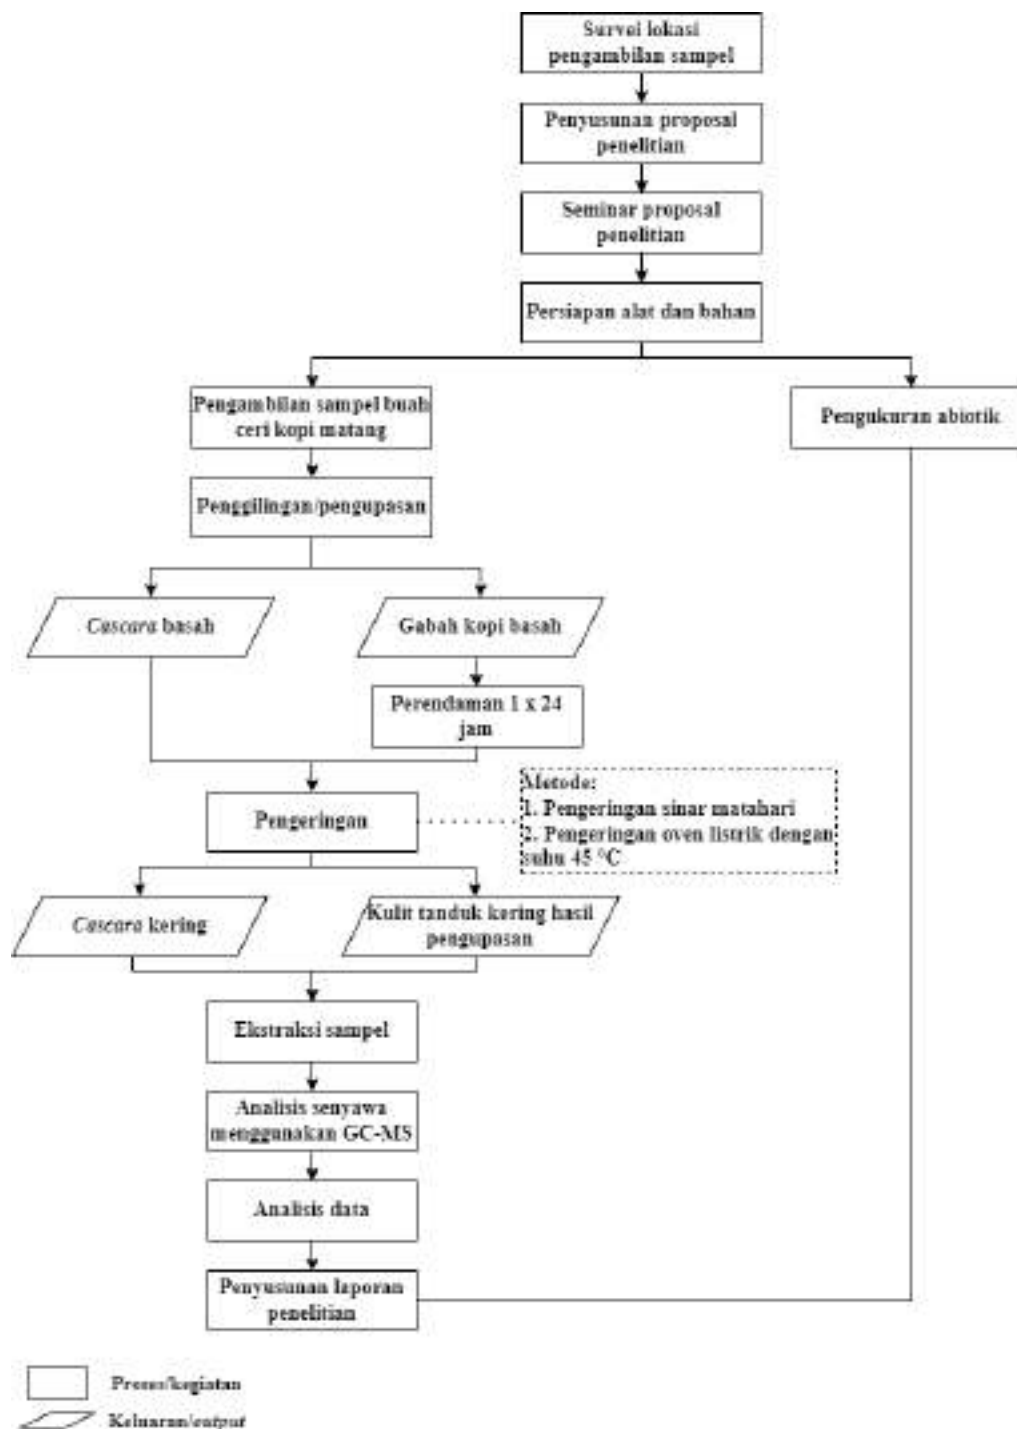 Survei lokasi
pengambilan sampel
Penyusunan proposal
penelitian
Seminar proposal
penelitian
Persiapan alat dan bahan
Pengambilan sampel buah
ceri kopi matang
Pengukuran abiotik
Penggilingan/pengupasan
Cascara basah
Gabah kopi basah
Perendaman 1 x 24
jam
Metode:
1. Pengeringan sinar matahari
2. Pengeringan oven listrik dengan
suhu 45 °C
Pengeringan
Cascara kering
Kulit tanduk kering hasil
pengupasan
Ekstraksi sampel
Analisis senyawa
menggunakan GC-MS
Analisis data
Penyusunan laporan
penelitian
Proses/kegiatan
Keluaran/output